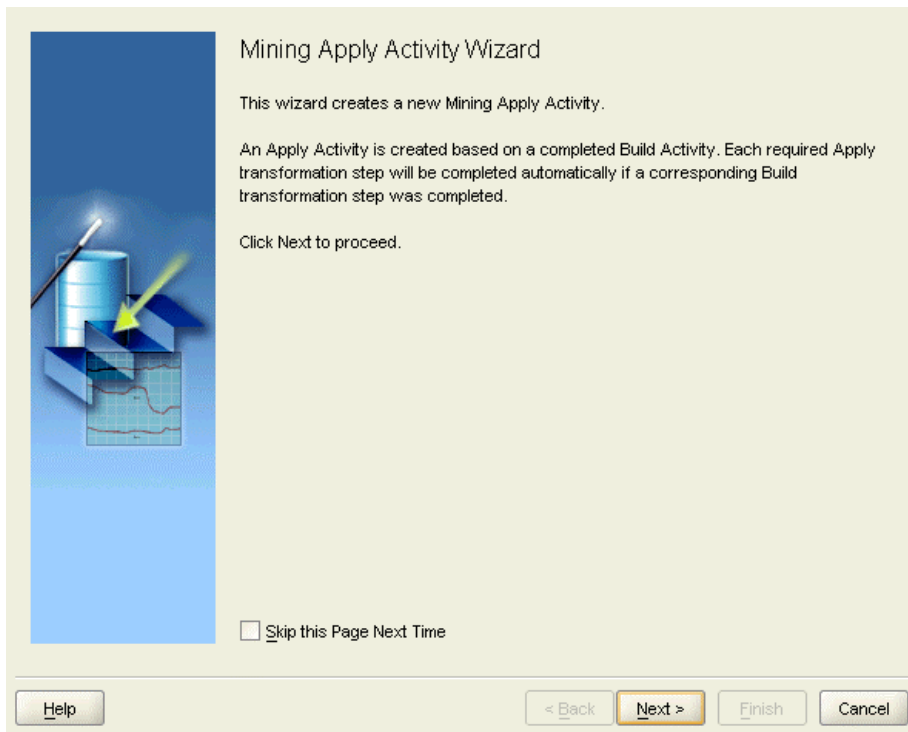 Mining Apply Activity Wizard
This wizard creates a new Mining Apply Activity.
An Apply Activity is created based on a completed Build Activity. Each required Apply
transformation step will be completed automatically if a corresponding Build
transformation step was completed.
Click Next to proceed.
Skip this Page Next Time
Help
< Back
Next >
Finish
Cancel